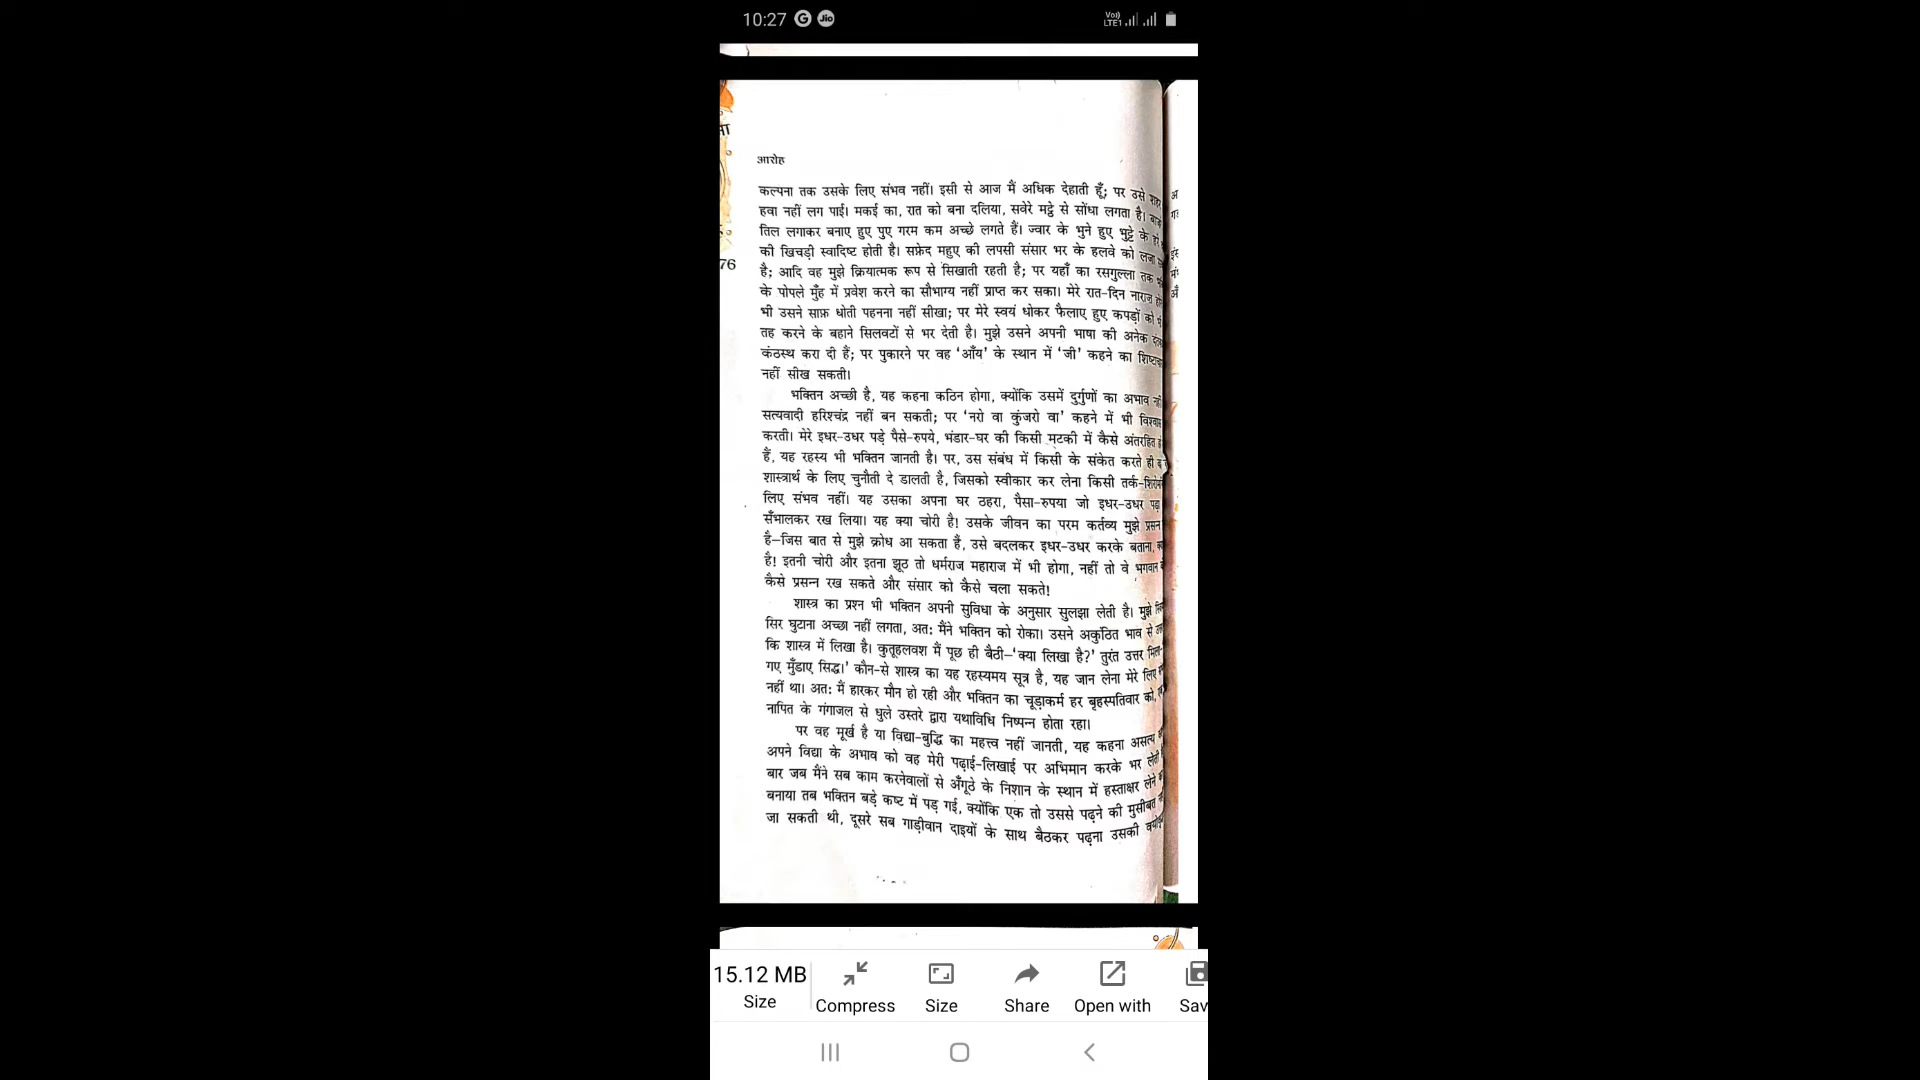 10:27
Vo)) LTE1
आरोह
76
कल्पना तक उसके लिए संभव नहीं। इसी से आज मैं अधिक देहाती हूँ; पर उसे
हवा नहीं लग पाई। मकई का, रात को बना दलिया, सवेरे मट्ठे से सोंधा लगता है।
तिल लगाकर बनाए हुए पुए गरम कम अच्छे लगते हैं। ज्वार के भुने हुए भुट्टे के हरे
की खिचड़ी स्वादिष्ट होती है। सफ़ेद महुए की लपसी संसार भर के हलवे को लजा
है; आदि वह मुझे क्रियात्मक रूप से सिखाती रहती है; पर यहाँ का रसगुल्ला तक
के पोपले मुँह में प्रवेश करने का सौभाग्य नहीं प्राप्त कर सका। मेरे रात-दिन नाराज़
भी उसने साफ़ धोती पहनना नहीं सीखा; पर मेरे स्वयं धोकर फैलाए हुए कपड़ों को
तह करने के बहाने सिलवटों से भर देती है। मुझे उसने अपनी भाषा की अनेक
कंठस्थ करा दी हैं; पर पुकारने पर वह ‘आँय’ के स्थान में ‘जी’ कहने का
नहीं सीख सकती।
भक्तिन अच्छी है, यह कहना कठिन होगा, क्योंकि उसमें दुर्गुणों का अभाव
सत्यवादी हरिश्चंद्र नहीं बन सकती; पर ‘नरो वा कुंजरो वा’ कहने में भी विश्वास
करती। मेरे इधर-उधर पड़े पैसे-रुपये, भंडार-घर की किसी मटकी में कैसे अंतरहित
हैं, यह रहस्य भी भक्तिन जानती है। पर, उस संबंध में किसी के संकेत करते ही
शास्त्रार्थ के लिए चुनौती दे डालती है, जिसको स्वीकार कर लेना किसी
लिए संभव नहीं। यह उसका अपना घर ठहरा, पैसा-रुपया जो इधर-उधर पड़ा
सँभालकर रख लिया। यह क्या चोरी है! उसके जीवन का परम कर्तव्य मुझे प्रसन्न
है—जिस बात से मुझे क्रोध आ सकता है, उसे बदलकर इधर-उधर करके बताना,
है! इतनी चोरी और इतना झूठ तो धर्मराज महाराज में भी होगा, नहीं तो वे भगवान
कैसे प्रसन्न रख सकते और संसार को कैसे चला सकते!
शास्त्र का प्रश्न भी भक्तिन अपनी सुविधा के अनुसार सुलझा लेती है। मुझे
सिर घुटाना अच्छा नहीं लगता, अत: मैंने भक्तिन को रोका। उसने अकुंठित भाव से
कि शास्त्र में लिखा है। कुतूहलवश मैं पूछ ही बैठी—‘क्या लिखा है?’ तुरंत उत्तर
गए मुँडाए सिद्ध।’ कौन-से शास्त्र का यह रहस्यमय सूत्र है, यह जान लेना मेरे लिए
नहीं था। अत: मैं हारकर मौन हो रही और भक्तिन का चूड़ाकर्म हर बृहस्पतिवार को,
नापित के गंगाजल से धुले उस्तरे द्वारा यथाविधि निष्पन्न होता रहा।
पर वह मूर्ख है या विद्या-बुद्धि का महत्त्व नहीं जानती, यह कहना असत्य
अपने विद्या के अभाव को वह मेरी पढ़ाई-लिखाई पर अभिमान करके भर लेती
बार जब मैंने सब काम करनेवालों से अँगूठे के निशान के स्थान में हस्ताक्षर लेने
बनाया तब भक्तिन बड़े कष्ट में पड़ गई, क्योंकि एक तो उससे पढ़ने की मुसीबत
जा सकती थी, दूसरे सब गाड़ीवान दाइयों के साथ बैठकर पढ़ना उसकी
15.12 MB
Size
Compress
Size
Share
Open with
Sav